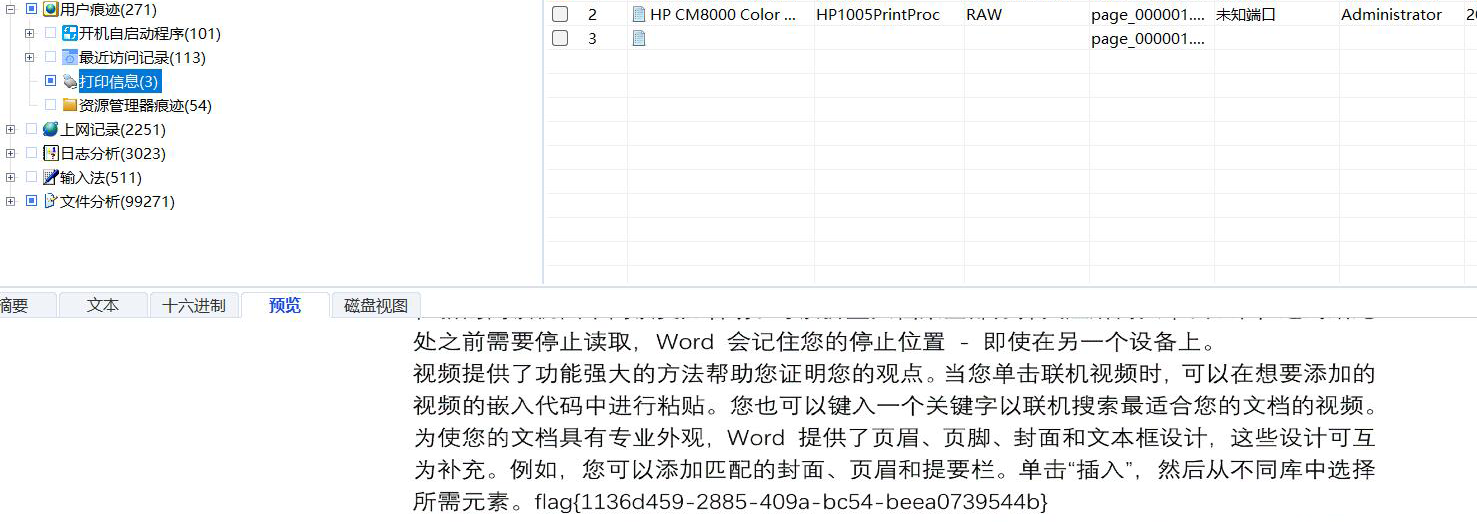 用户痕迹(271)
开机自启动程序(101)
最近访问记录(113)
打印信息(3)
资源管理器痕迹(54)
上网记录(2251)
日志分析(3023)
输入法(511)
文件分析(99271)
2 HP CM8000 Color ... HP1005PrintProc RAW page_000001.... 未知端口 Administrator 20
3 page_000001....
摘要 文本 十六进制 预览 磁盘视图
处之前需要停止读取，Word 会记住您的停止位置 - 即使在另一个设备上。
视频提供了功能强大的方法帮助您证明您的观点。当您单击联机视频时，可以在想要添加的
视频的嵌入代码中进行粘贴。您也可以键入一个关键字以联机搜索最适合您的文档的视频。
为使您的文档具有专业外观，Word 提供了页眉、页脚、封面和文本框设计，这些设计可互
为补充。例如，您可以添加匹配的封面、页眉和提要栏。单击“插入”，然后从不同库中选择
所需元素。flag{1136d459-2885-409a-bc54-beea0739544b}